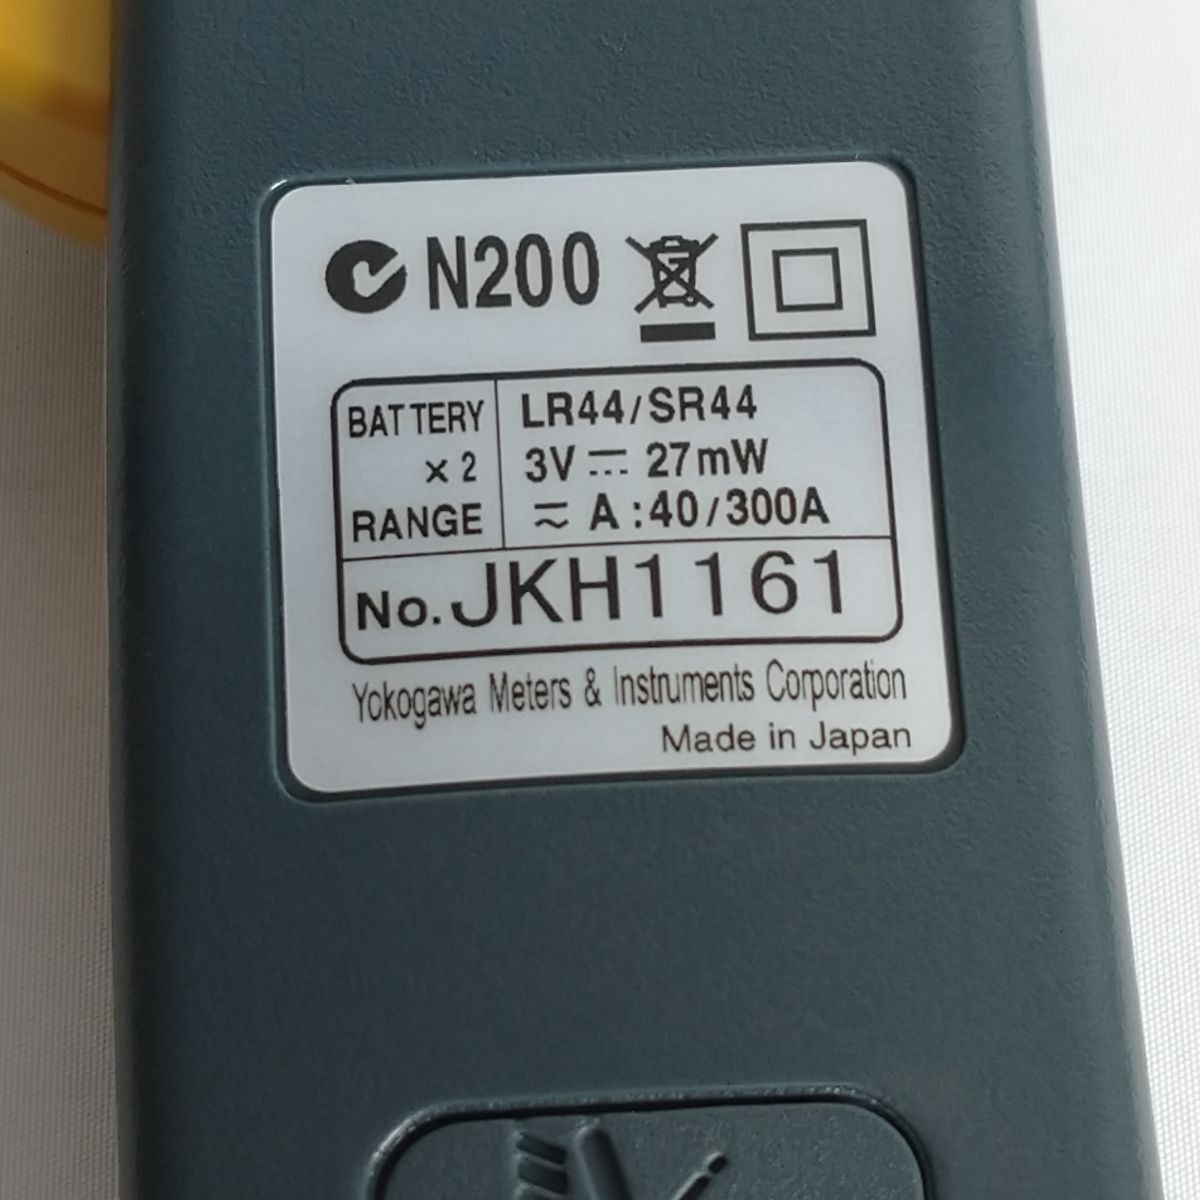 N200
BATTERY LR44/SR44
×2 3V ⎓ 27mW
RANGE ≂ A:40/300A
No.JKH1161
Yokogawa Meters & Instruments Corporation
Made in Japan